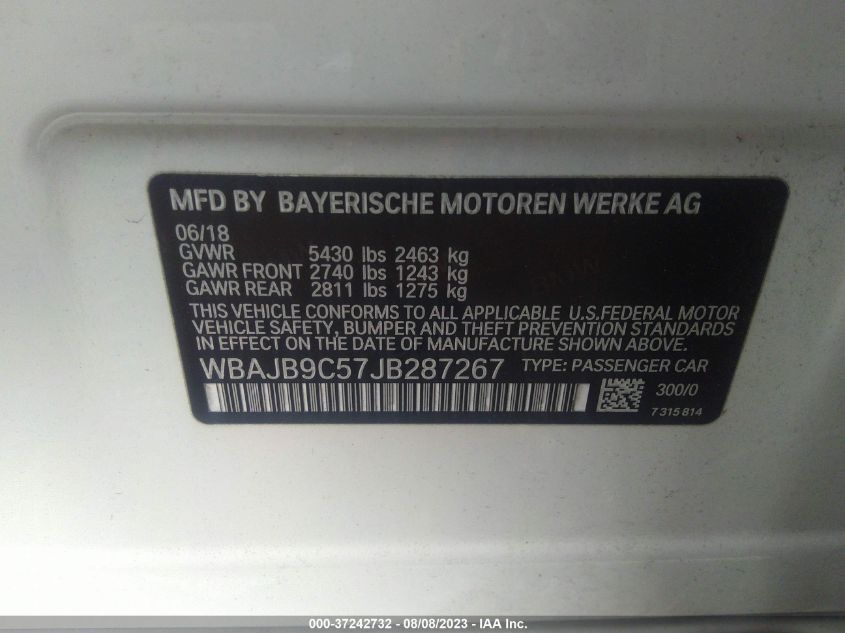 MFD BY BAYERISCHE MOTOREN WERKE AG
06/18
GVWR 5430 lbs 2463 kg
GAWR FRONT 2740 lbs 1243 kg
GAWR REAR 2811 lbs 1275 kg
THIS VEHICLE CONFORMS TO ALL APPLICABLE U.S.FEDERAL MOTOR
VEHICLE SAFETY, BUMPER AND THEFT PREVENTION STANDARDS
IN EFFECT ON THE DATE OF MANUFACTURE SHOWN ABOVE.
WBAJB9C57JB287267 TYPE: PASSENGER CAR
300/0
7 315 814
000-37242732 - 08/08/2023 - IAA Inc.